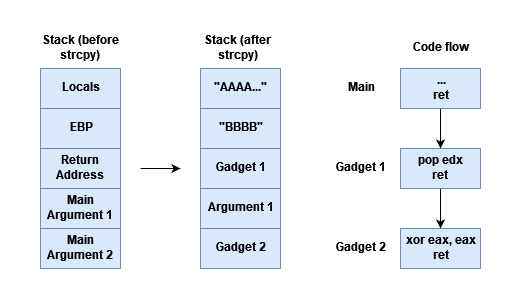 Stack (before
strcpy)
Locals
EBP
Return
Address
Main
Argument 1
Main
Argument 2
Stack (after
strcpy)
"AAAA..."
"BBBB"
Gadget 1
Argument 1
Gadget 2
Code flow
Main
...
ret
Gadget 1
pop edx
ret
Gadget 2
xor eax, eax
ret